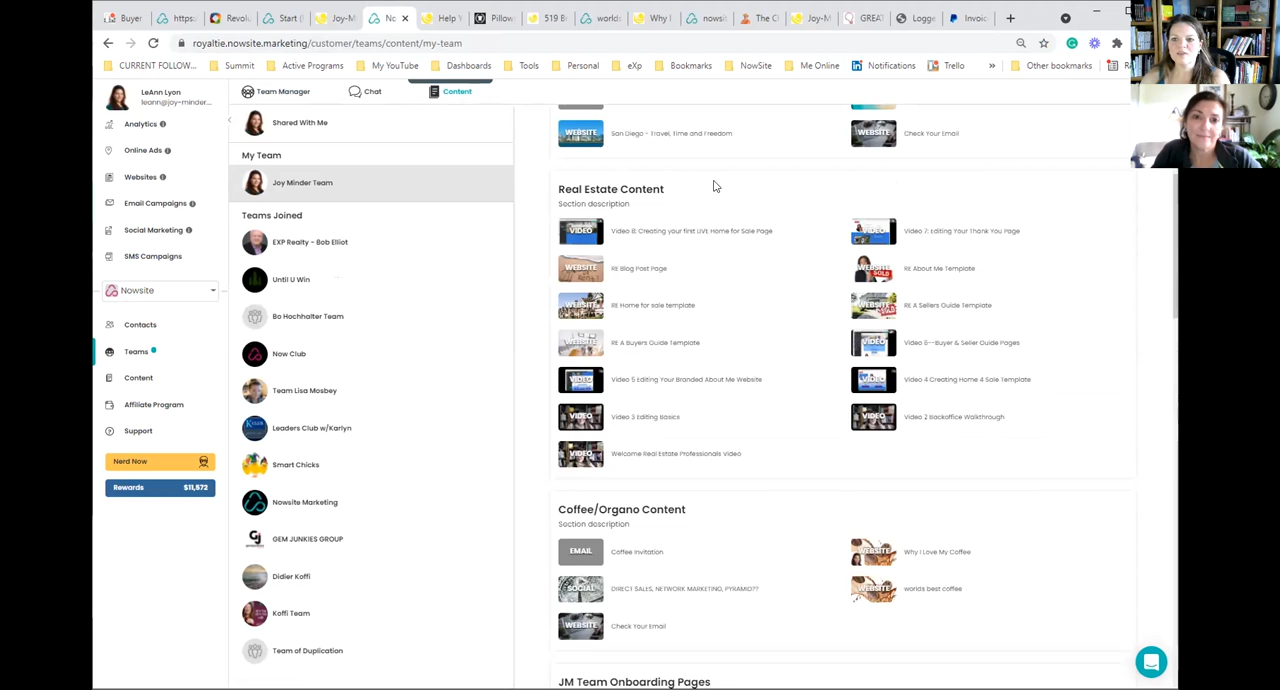 Buyer
https:
Revolu
Start (
Joy-M
Nc
Help Y
Pillow
519 B
worlds
Why I
nowsit
The C
Joy-M
GREAT
Logge
Invoic
royaltie.nowsite.marketing/customer/teams/content/my-team
CURRENT FOLLOW...
My YouTube
Summit
Active Programs
Dashboards
Tools
Personal
eXp
Bookmarks
NowSite
Me Online
Notifications
Trello
»
Other bookmarks
LeAnn Lyon
leann@joy-minder...
Analytics
Online Ads
Websites
Email Campaigns
Social Marketing
SMS Campaigns
Nowsite
Contacts
Teams
Content
Affiliate Program
Support
Nerd Now
Rewards $11,572
Team Manager
Chat
Content
Shared With Me
My Team
Joy Minder Team
Teams Joined
EXP Realty - Bob Elliot
Until U Win
Bo Hochhalter Team
Now Club
Team Lisa Mosbey
Leaders Club w/Karlyn
Smart Chicks
Nowsite Marketing
GEM JUNKIES GROUP
Didier Koffi
Koffi Team
Team of Duplication
WEBSITE San Diego - Travel, Time and Freedom
WEBSITE Check Your Email
Real Estate Content
Section description
VIDEO Video 8: Creating your first LIVE Home for Sale Page
VIDEO Video 7: Editing Your Thank You Page
WEBSITE RE Blog Post Page
WEBSITE SOLD RE About Me Template
WEBSITE RE Home for sale template
WEBSITE RE A Sellers Guide Template
WEBSITE RE A Buyers Guide Template
VIDEO Video 6--Buyer & Seller Guide Pages
VIDEO Video 5 Editing Your Branded About Me Website
VIDEO Video 4 Creating Home 4 Sale Template
VIDEO Video 3 Editing Basics
VIDEO Video 2 Backoffice Walkthrough
VIDEO Welcome Real Estate Professionals Video
Coffee/Organo Content
Section description
EMAIL Coffee Invitation
WEBSITE Why I Love My Coffee
SOCIAL DIRECT SALES, NETWORK MARKETING, PYRAMID??
WEBSITE worlds best coffee
WEBSITE Check Your Email
JM Team Onboarding Pages